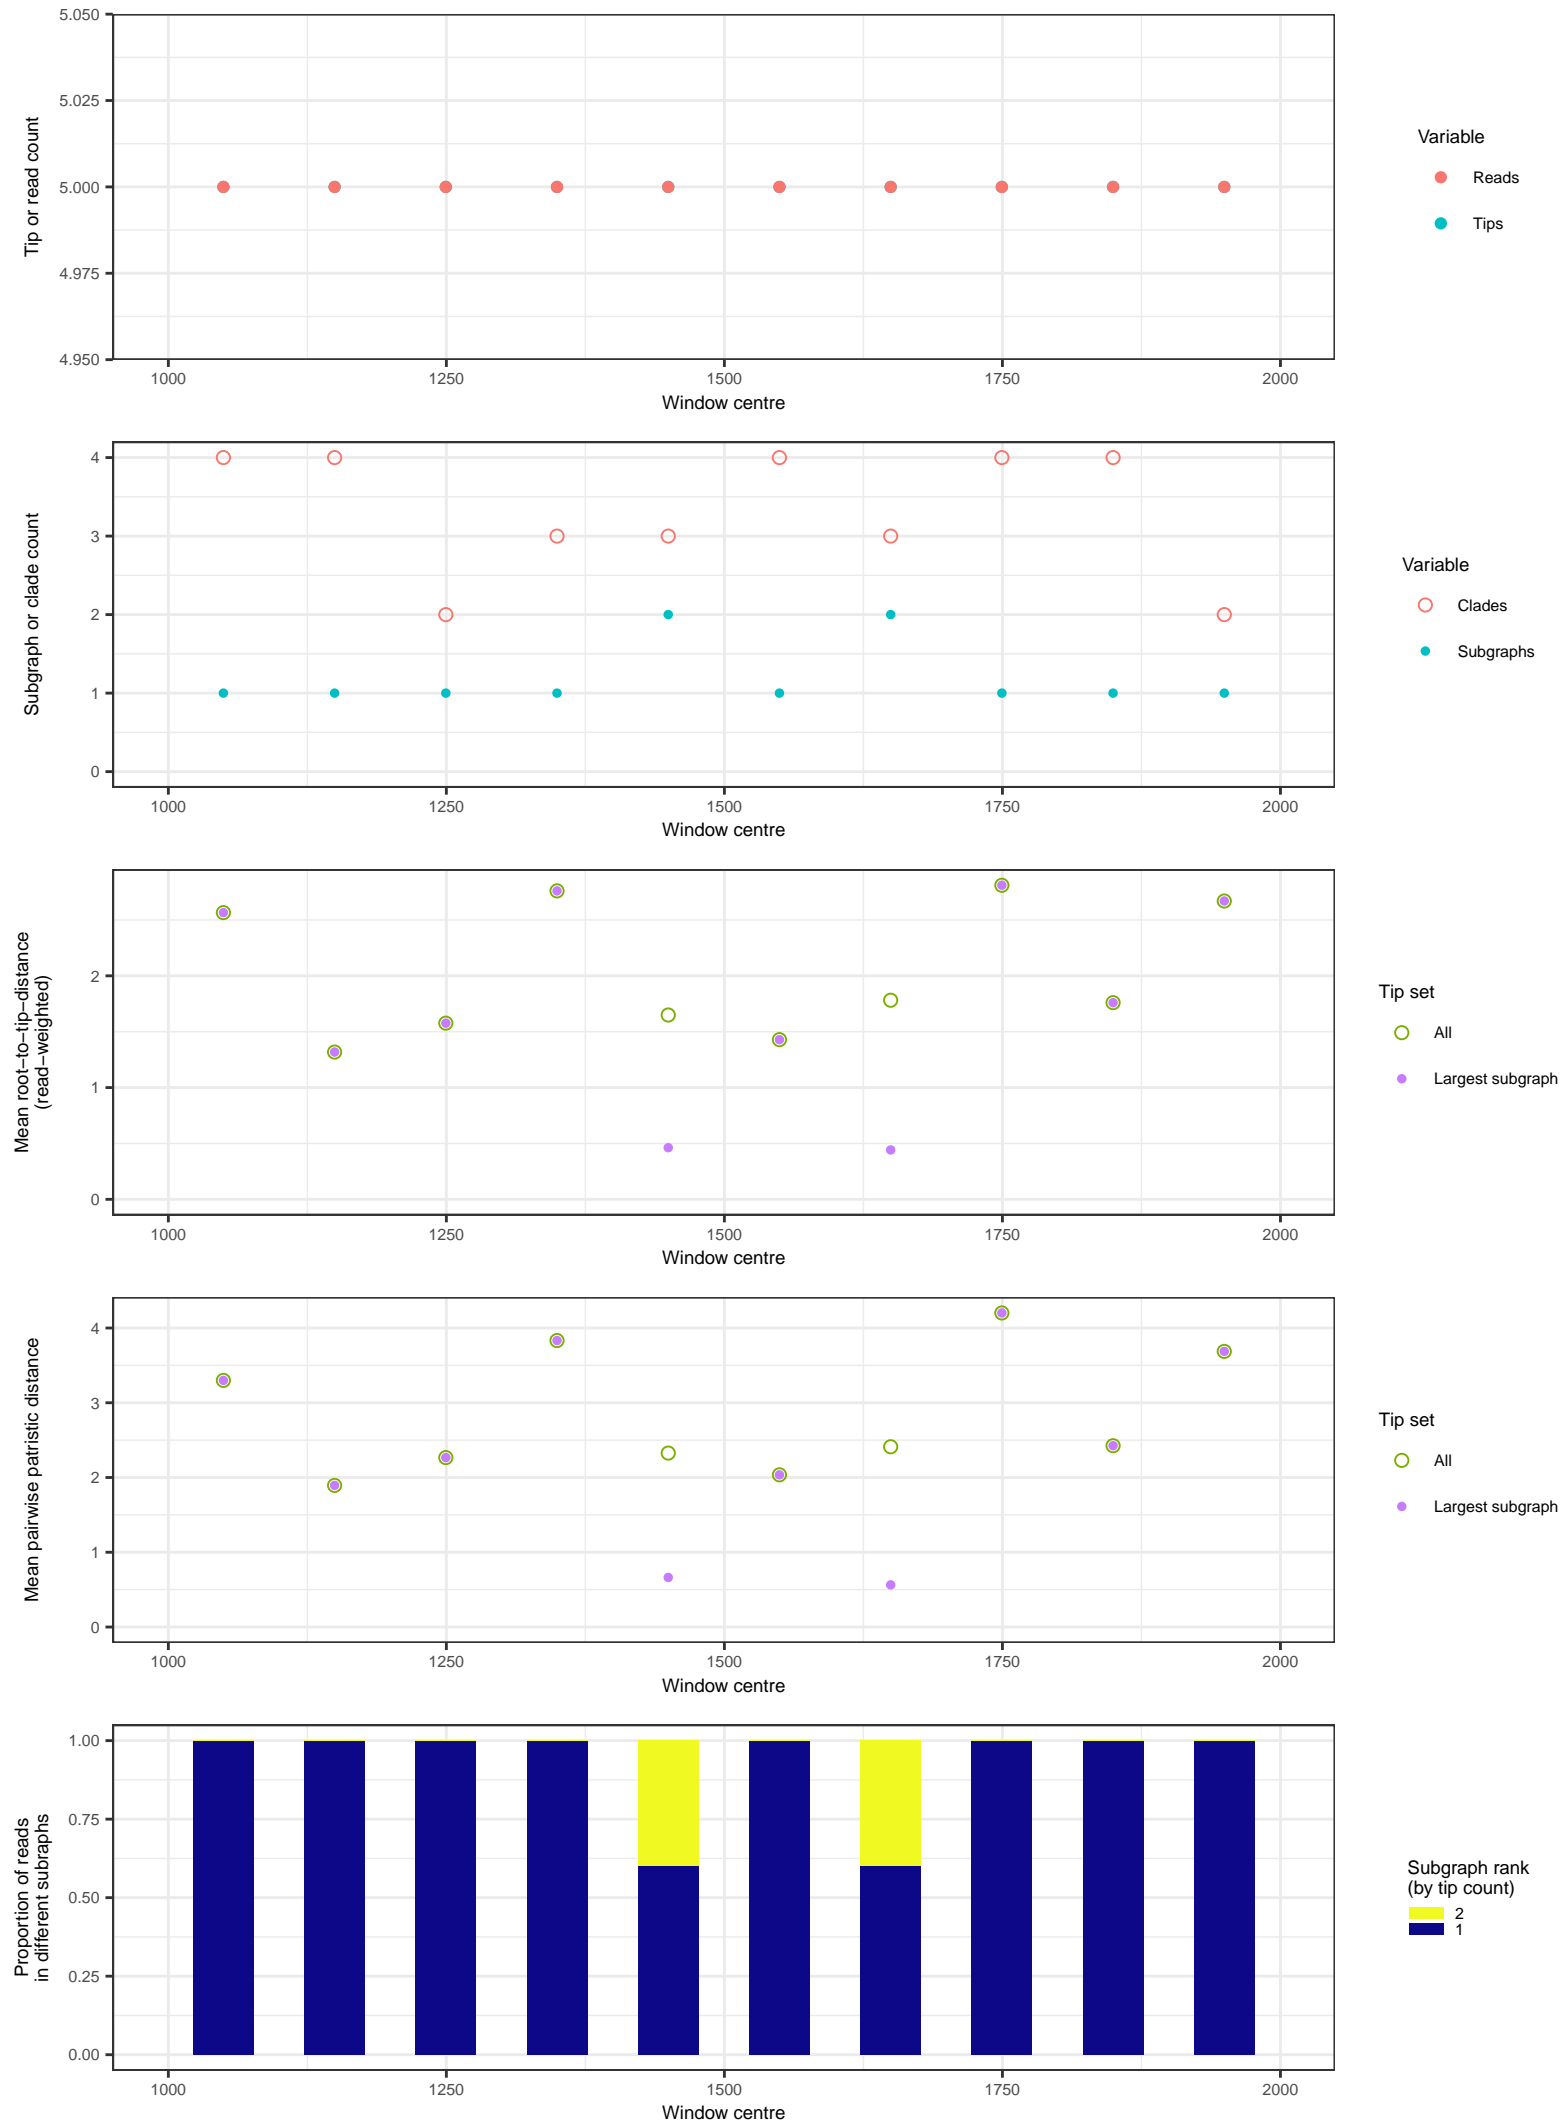 5.050
5.025
5.000
4.975
4.950
Tip or read count
1000 1250 1500 1750 2000
Window centre
Variable
Reads
Tips
4
3
2
1
0
Subgraph or clade count
1000 1250 1500 1750 2000
Window centre
Variable
Clades
Subgraphs
2
1
0
Mean root−to−tip−distance
(read−weighted)
1000 1250 1500 1750 2000
Window centre
Tip set
All
Largest subgraph
4
3
2
1
0
Mean pairwise patristic distance
1000 1250 1500 1750 2000
Window centre
Tip set
All
Largest subgraph
1.00
0.75
0.50
0.25
0.00
Proportion of reads
in different subraphs
1000 1250 1500 1750 2000
Window centre
Subgraph rank
(by tip count)
2
1